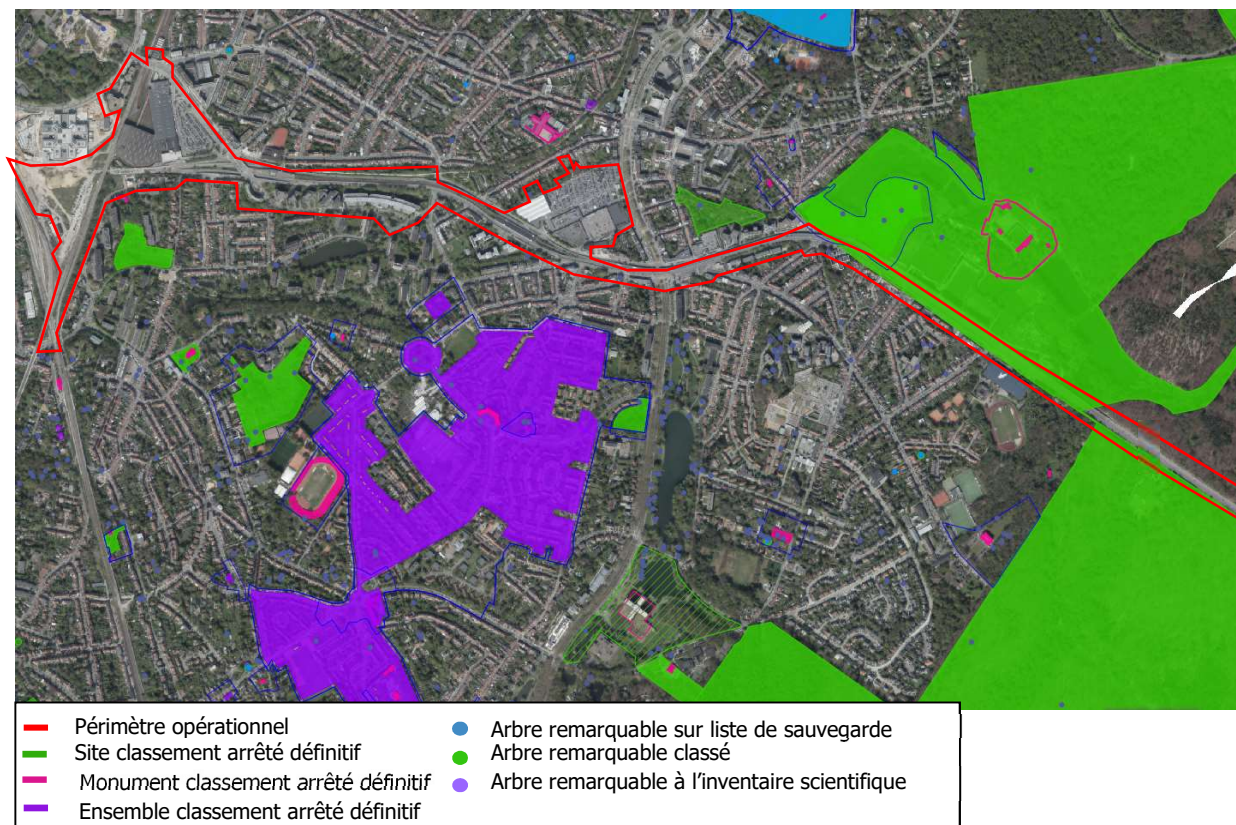 Périmètre opérationnel
Site classement arrêté définitif
Monument classement arrêté définitif
Ensemble classement arrêté définitif
Arbre remarquable sur liste de sauvegarde
Arbre remarquable classé
Arbre remarquable à l’inventaire scientifique